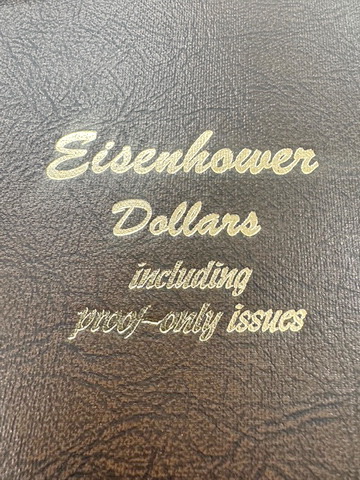 Eisenhower
Dollars
including
proof-only issues